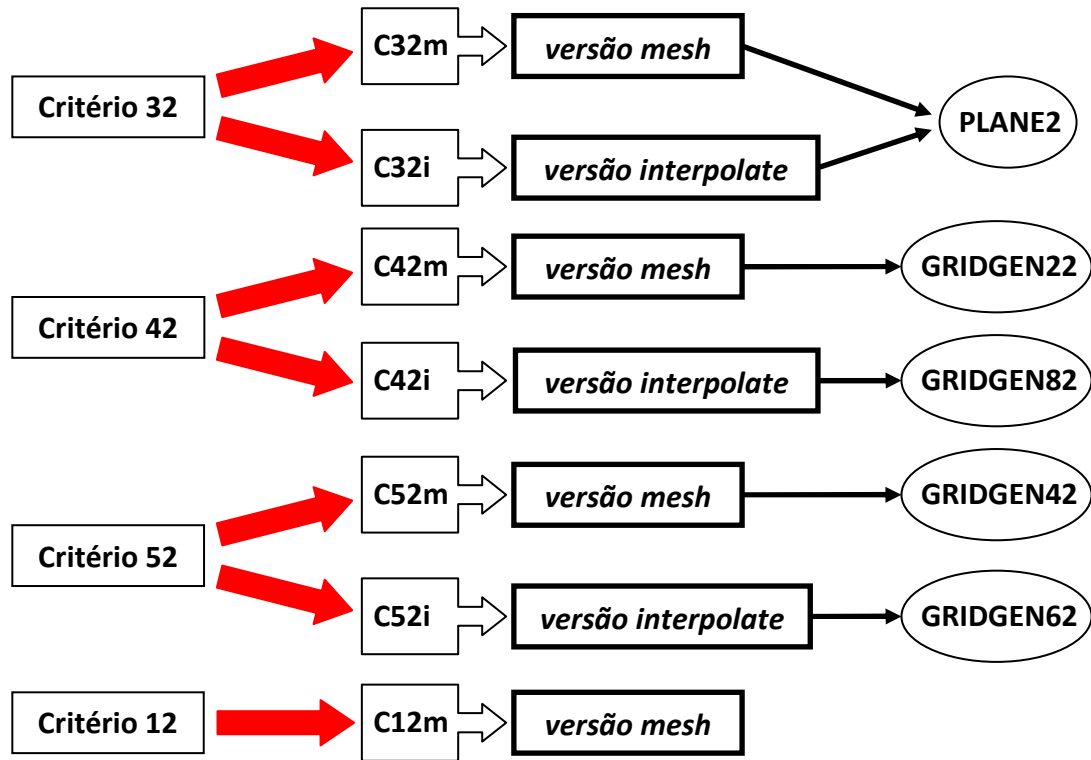 C32m
versão mesh
Critério 32
PLANE2
C32i
versão interpolate
C42m
versão mesh
GRIDGEN22
Critério 42
C42i
versão interpolate
GRIDGEN82
C52m
versão mesh
GRIDGEN42
Critério 52
C52i
versão interpolate
GRIDGEN62
Critério 12
C12m
versão mesh